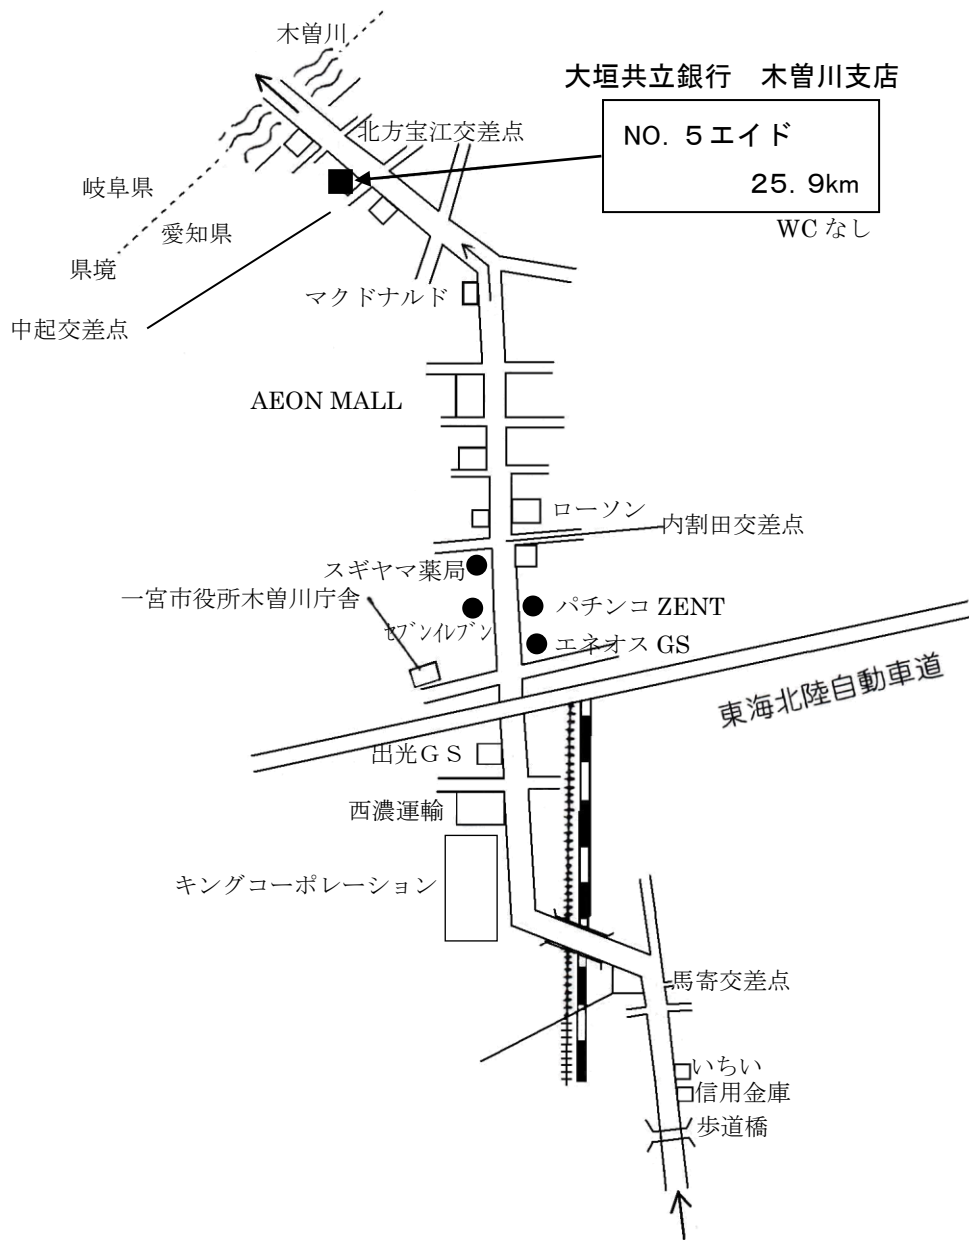 木曽川
大垣共立銀行　木曽川支店
NO. 5エイド
25. 9km
WC なし
北方宝江交差点
岐阜県
愛知県
県境
マクドナルド
中起交差点
AEON MALL
ローソン
内割田交差点
スギヤマ薬局
一宮市役所木曽川庁舎
パチンコ ZENT
ｾﾌﾞﾝｲﾚﾌﾞﾝ
エネオス GS
東海北陸自動車道
出光ＧＳ
西濃運輸
キングコーポレーション
馬寄交差点
いちい
信用金庫
歩道橋